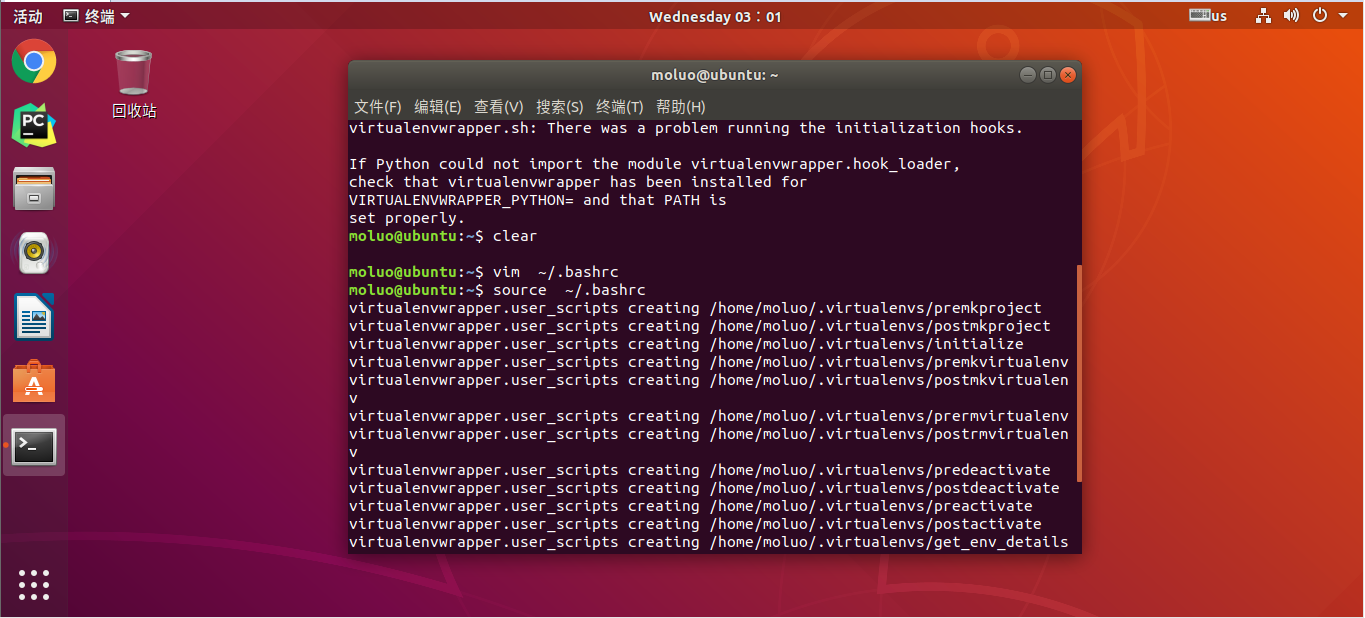 活动
终端
Wednesday 03：01
us
PC
回收站
moluo@ubuntu: ~
文件(F) 编辑(E) 查看(V) 搜索(S) 终端(T) 帮助(H)
virtualenvwrapper.sh: There was a problem running the initialization hooks.
If Python could not import the module virtualenvwrapper.hook_loader,
check that virtualenvwrapper has been installed for
VIRTUALENVWRAPPER_PYTHON= and that PATH is
set properly.
moluo@ubuntu:~$ clear
moluo@ubuntu:~$ vim  ~/.bashrc
moluo@ubuntu:~$ source  ~/.bashrc
virtualenvwrapper.user_scripts creating /home/moluo/.virtualenvs/premkproject
virtualenvwrapper.user_scripts creating /home/moluo/.virtualenvs/postmkproject
virtualenvwrapper.user_scripts creating /home/moluo/.virtualenvs/initialize
virtualenvwrapper.user_scripts creating /home/moluo/.virtualenvs/premkvirtualenv
virtualenvwrapper.user_scripts creating /home/moluo/.virtualenvs/postmkvirtualen
v
virtualenvwrapper.user_scripts creating /home/moluo/.virtualenvs/prermvirtualenv
virtualenvwrapper.user_scripts creating /home/moluo/.virtualenvs/postrmvirtualen
v
virtualenvwrapper.user_scripts creating /home/moluo/.virtualenvs/predeactivate
virtualenvwrapper.user_scripts creating /home/moluo/.virtualenvs/postdeactivate
virtualenvwrapper.user_scripts creating /home/moluo/.virtualenvs/preactivate
virtualenvwrapper.user_scripts creating /home/moluo/.virtualenvs/postactivate
virtualenvwrapper.user_scripts creating /home/moluo/.virtualenvs/get_env_details